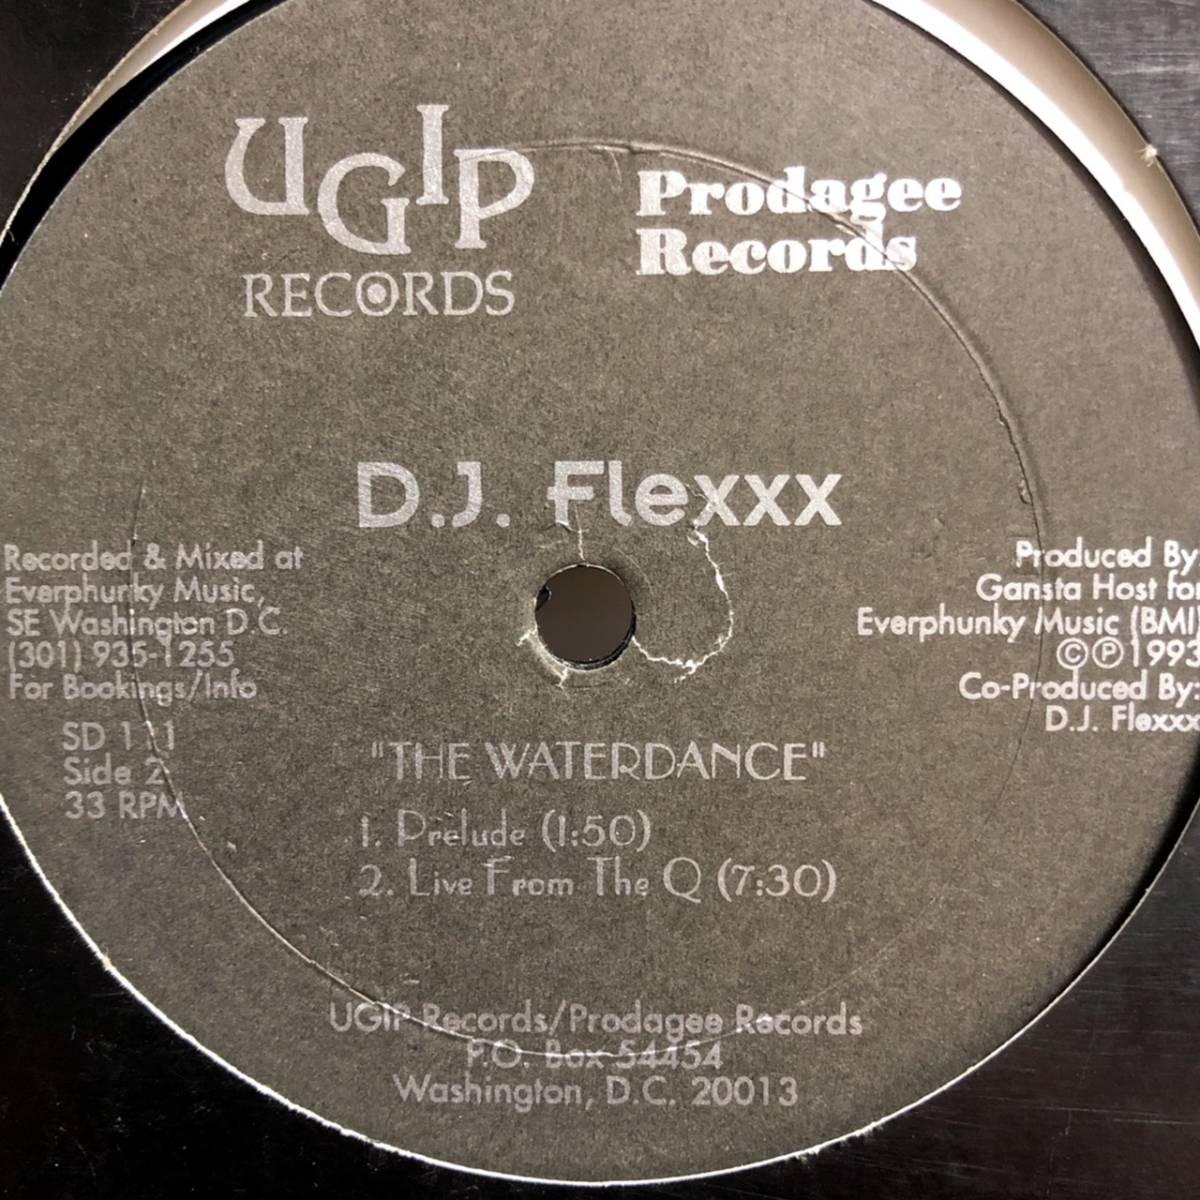 UGIP
RECORDS
Prodagee
Records
D.J. Flexxx
Recorded & Mixed at
Everphunky Music,
SE Washington D.C.
(301) 935-1255
For Bookings/Info
SD 111
Side 2
33 RPM
Produced By:
Gansta Host for
Everphunky Music (BMI)
©℗1993
Co-Produced By:
D.J. Flexxx
"THE WATERDANCE"
1. Prelude (1:50)
2. Live From The Q (7:30)
UGIP Records/Prodagee Records
P.O. Box 54454
Washington, D.C. 20013